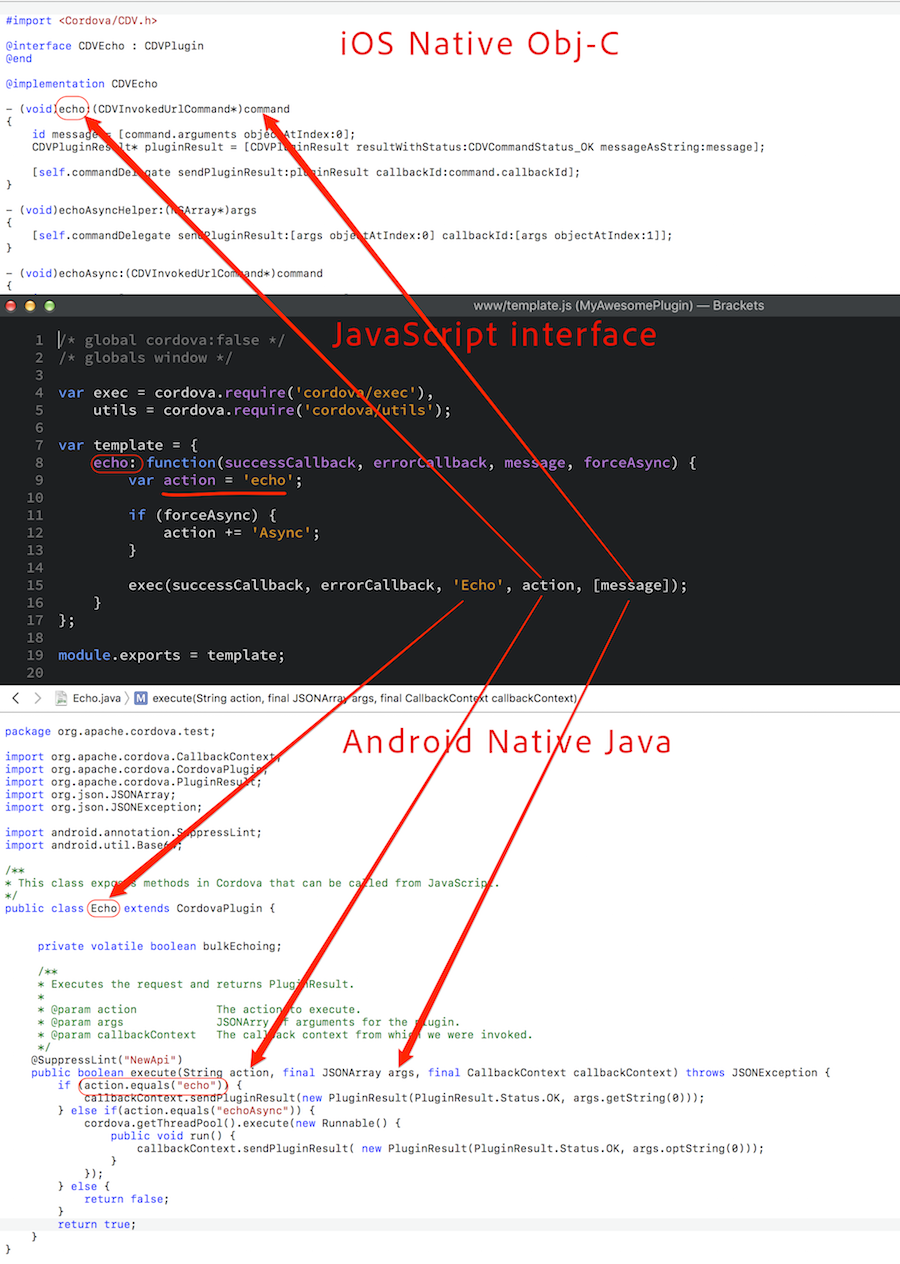 #import <Cordova/CDV.h>
iOS Native Obj-C
@interface CDVEcho : CDVPlugin
@end
@implementation CDVEcho
- (void)echo:(CDVInvokedUrlCommand*)command
{
id message = [command.arguments objectAtIndex:0];
CDVPluginResult* pluginResult = [CDVPluginResult resultWithStatus:CDVCommandStatus_OK messageAsString:message];
[self.commandDelegate sendPluginResult:pluginResult callbackId:command.callbackId];
}
- (void)echoAsyncHelper:(NSArray*)args
{
[self.commandDelegate sendPluginResult:[args objectAtIndex:0] callbackId:[args objectAtIndex:1]];
}
- (void)echoAsync:(CDVInvokedUrlCommand*)command
{
www/template.js (MyAwesomePlugin) — Brackets
JavaScript interface
1 /* global cordova:false */
2 /* globals window */
3
4 var exec = cordova.require('cordova/exec'),
5 utils = cordova.require('cordova/utils');
6
7 var template = {
8 echo: function(successCallback, errorCallback, message, forceAsync) {
9 var action = 'echo';
10
11 if (forceAsync) {
12 action += 'Async';
13 }
14
15 exec(successCallback, errorCallback, 'Echo', action, [message]);
16 }
17 };
18
19 module.exports = template;
20
Echo.java M execute(String action, final JSONArray args, final CallbackContext callbackContext)
Android Native Java
package org.apache.cordova.test;
import org.apache.cordova.CallbackContext;
import org.apache.cordova.CordovaPlugin;
import org.apache.cordova.PluginResult;
import org.json.JSONArray;
import org.json.JSONException;
import android.annotation.SuppressLint;
import android.util.Base64;
/**
* This class exposes methods in Cordova that can be called from JavaScript.
*/
public class Echo extends CordovaPlugin {
private volatile boolean bulkEchoing;
/**
* Executes the request and returns PluginResult.
*
* @param action The action to execute.
* @param args JSONArry of arguments for the plugin.
* @param callbackContext The callback context from which we were invoked.
*/
@SuppressLint("NewApi")
public boolean execute(String action, final JSONArray args, final CallbackContext callbackContext) throws JSONException {
if (action.equals("echo")) {
callbackContext.sendPluginResult(new PluginResult(PluginResult.Status.OK, args.getString(0)));
} else if(action.equals("echoAsync")) {
cordova.getThreadPool().execute(new Runnable() {
public void run() {
callbackContext.sendPluginResult( new PluginResult(PluginResult.Status.OK, args.optString(0)));
}
});
} else {
return false;
}
return true;
}
}